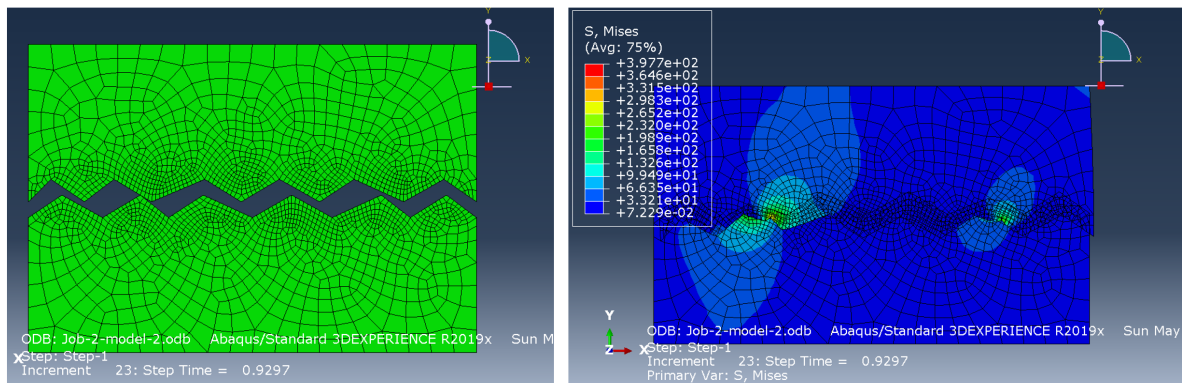 Y
Z
X
ODB: Job-2-model-2.odb Abaqus/Standard 3DEXPERIENCE R2019x Sun M
Step: Step-1
X
Increment 23: Step Time = 0.9297
S, Mises
(Avg: 75%)
+3.977e+02
+3.646e+02
+3.315e+02
+2.983e+02
+2.652e+02
+2.320e+02
+1.989e+02
+1.658e+02
+1.326e+02
+9.949e+01
+6.635e+01
+3.321e+01
+7.229e-02
Y
Z
X
Y
Z
X
ODB: Job-2-model-2.odb Abaqus/Standard 3DEXPERIENCE R2019x Sun May
Step: Step-1
Increment 23: Step Time = 0.9297
Primary Var: S, Mises